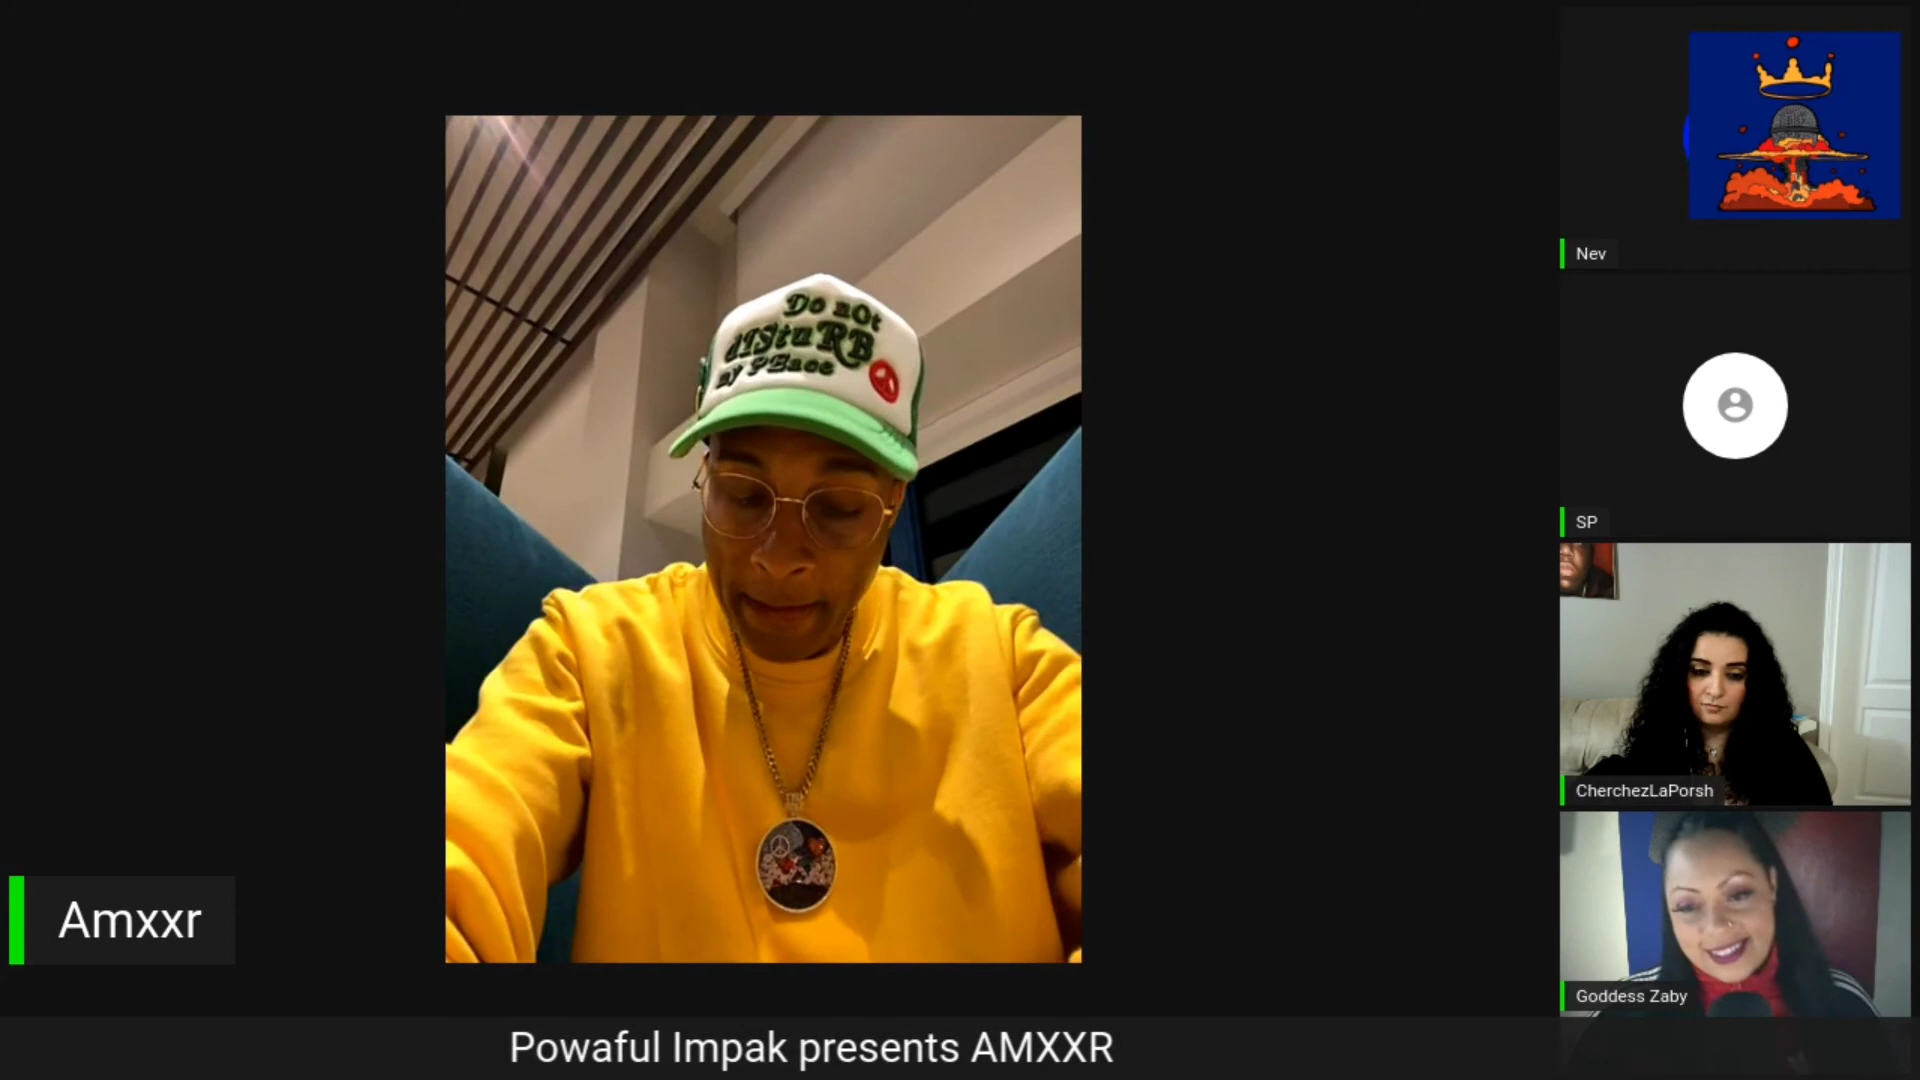 Do nOt
dIStuRB
my PEace
Nev
SP
CherchezLaPorsh
Amxxr
Goddess Zaby
Powaful Impak presents AMXXR